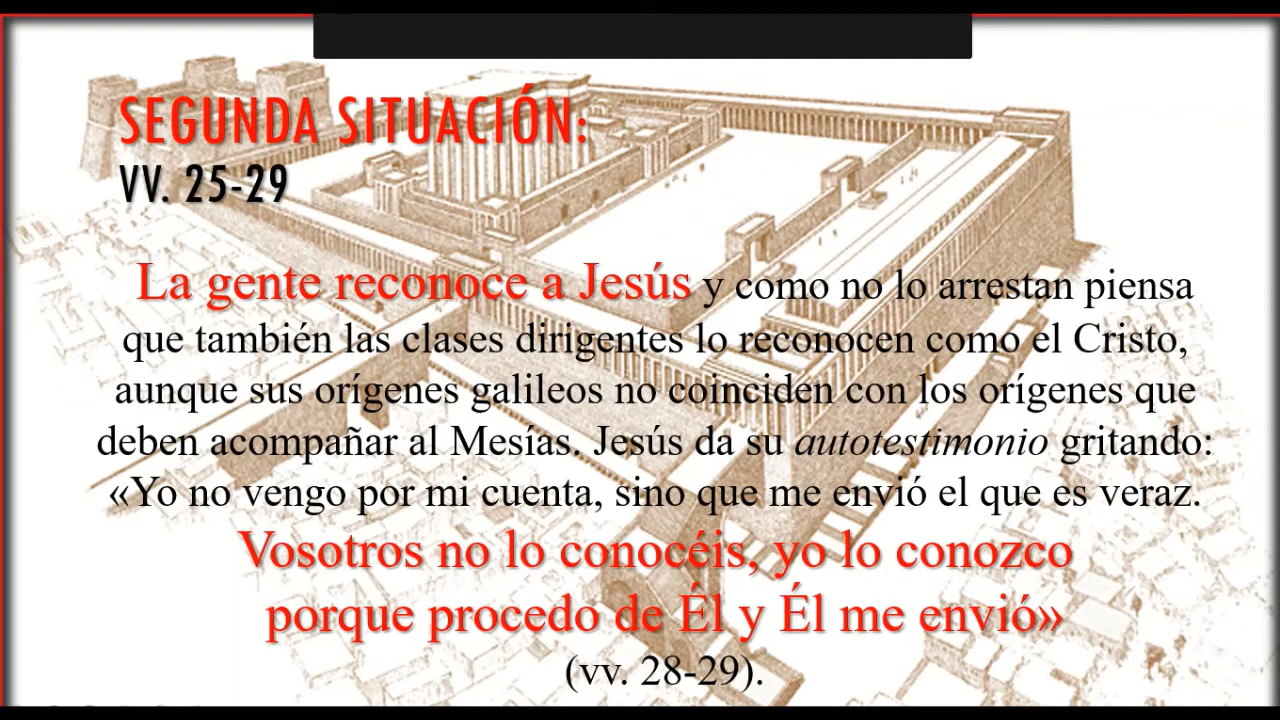 SEGUNDA SITUACIÓN:
VV. 25-29
La gente reconoce a Jesús y como no lo arrestan piensa
que también las clases dirigentes lo reconocen como el Cristo,
aunque sus orígenes galileos no coinciden con los orígenes que
deben acompañar al Mesías. Jesús da su autotestimonio gritando:
«Yo no vengo por mi cuenta, sino que me envió el que es veraz.
Vosotros no lo conocéis, yo lo conozco
porque procedo de Él y Él me envió»
(vv. 28-29).